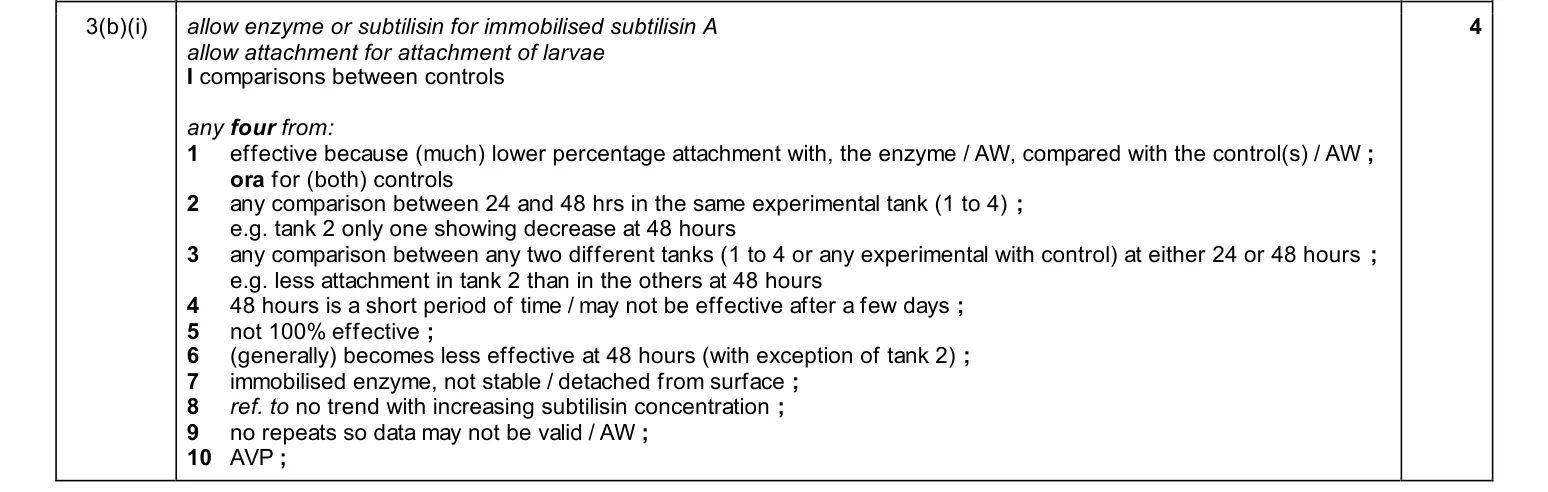 3(b)(i) allow enzyme or subtilisin for immobilised subtilisin A 4
allow attachment for attachment of larvae
I comparisons between controls
any four from:
1 effective because (much) lower percentage attachment with, the enzyme / AW, compared with the control(s) / AW ;
ora for (both) controls
2 any comparison between 24 and 48 hrs in the same experimental tank (1 to 4) ;
e.g. tank 2 only one showing decrease at 48 hours
3 any comparison between any two different tanks (1 to 4 or any experimental with control) at either 24 or 48 hours ;
e.g. less attachment in tank 2 than in the others at 48 hours
4 48 hours is a short period of time / may not be effective after a few days ;
5 not 100% effective ;
6 (generally) becomes less effective at 48 hours (with exception of tank 2) ;
7 immobilised enzyme, not stable / detached from surface ;
8 ref. to no trend with increasing subtilisin concentration ;
9 no repeats so data may not be valid / AW ;
10 AVP ;